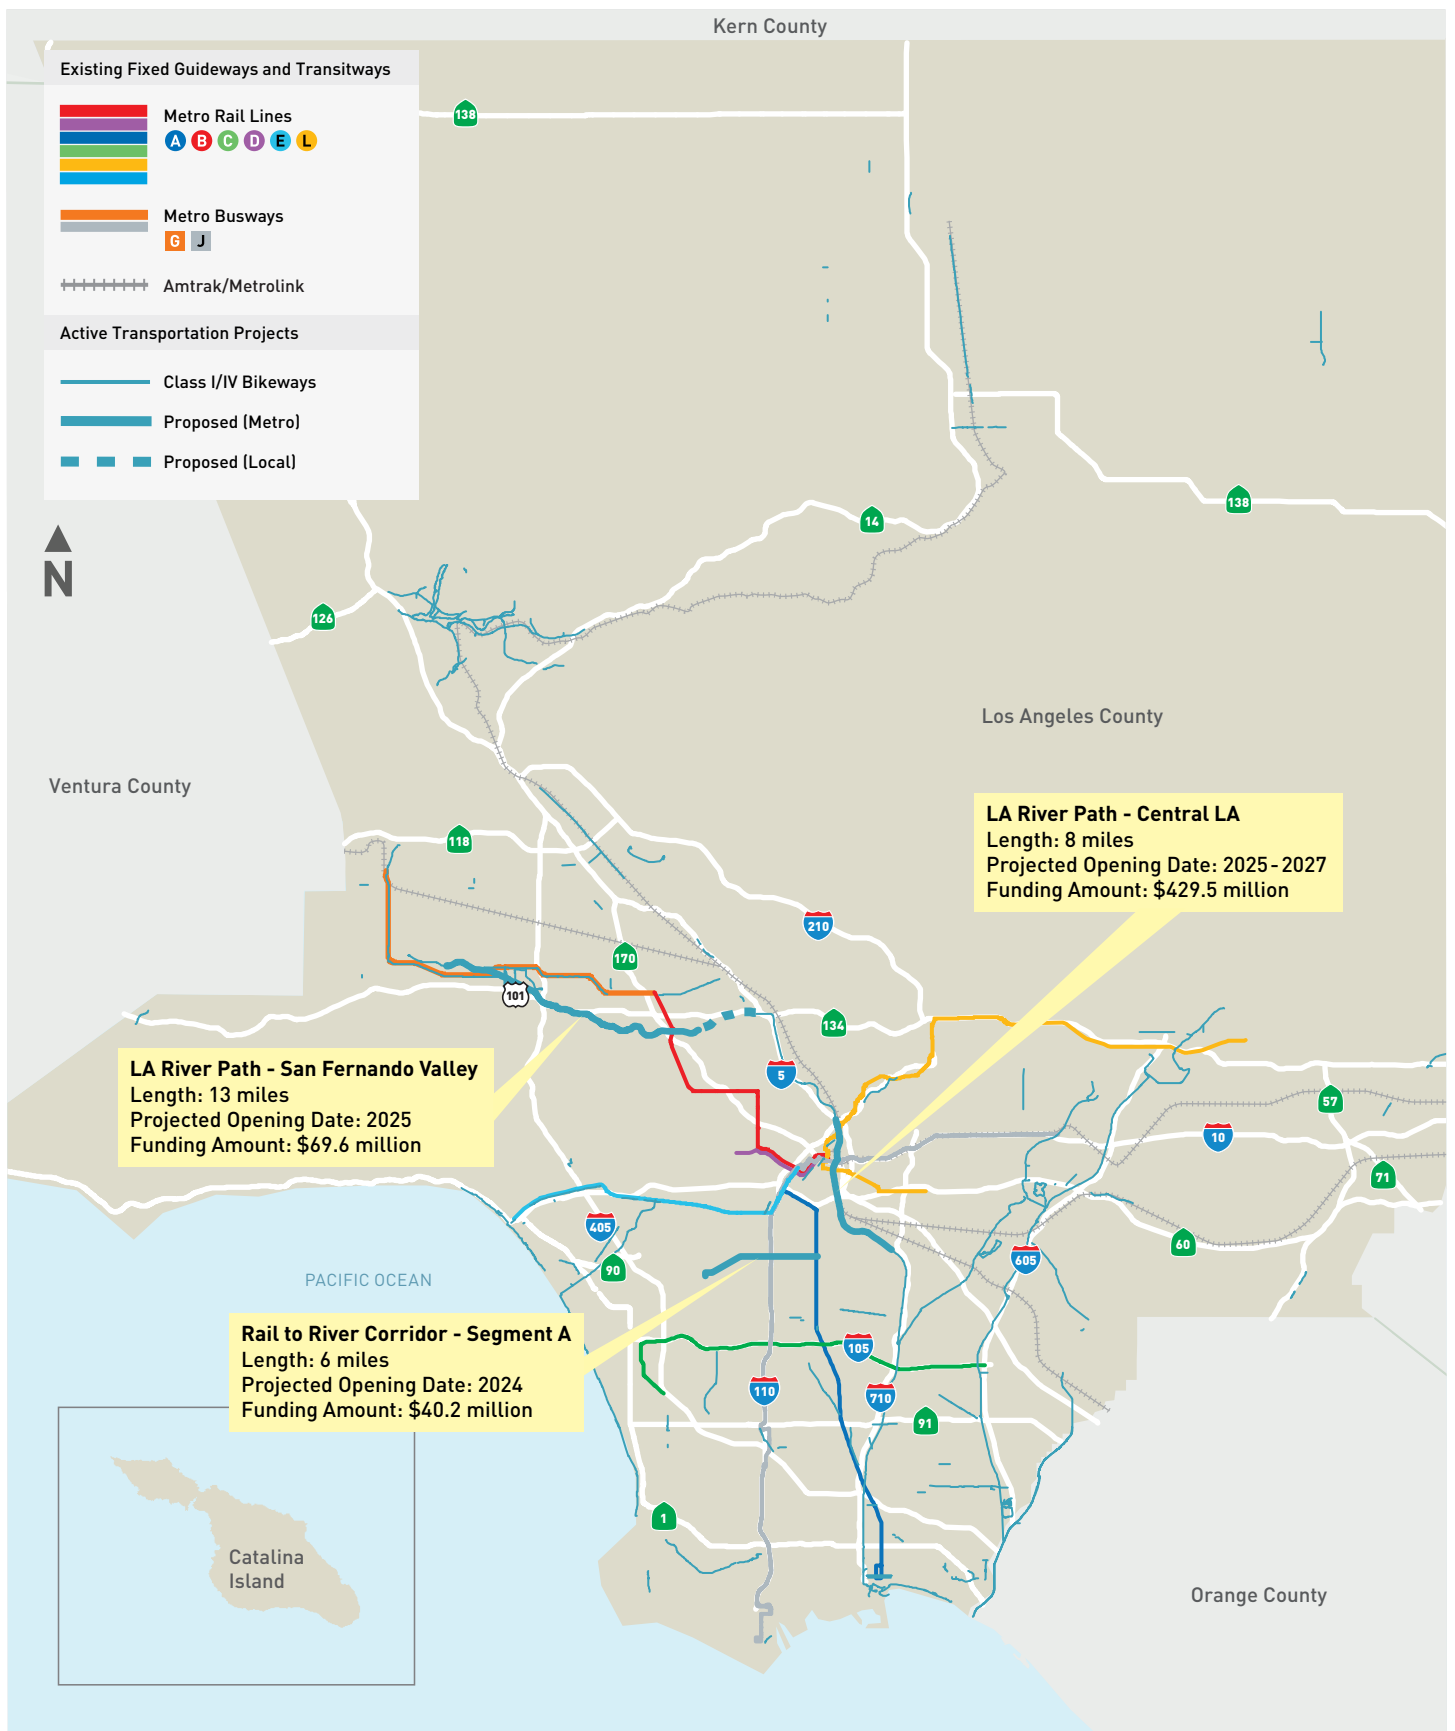 Kern County
Existing Fixed Guideways and Transitways
Metro Rail Lines
A B C D E L
Metro Busways
G J
Amtrak/Metrolink
Active Transportation Projects
Class I/IV Bikeways
Proposed (Metro)
Proposed (Local)
N
138
14
138
126
Los Angeles County
Ventura County
LA River Path - Central LA
Length: 8 miles
Projected Opening Date: 2025-2027
Funding Amount: $429.5 million
118
210
170
101
134
LA River Path - San Fernando Valley
Length: 13 miles
Projected Opening Date: 2025
Funding Amount: $69.6 million
5
57
10
71
405
60
605
90
PACIFIC OCEAN
Rail to River Corridor - Segment A
Length: 6 miles
Projected Opening Date: 2024
Funding Amount: $40.2 million
105
110
710
91
1
Catalina
Island
Orange County